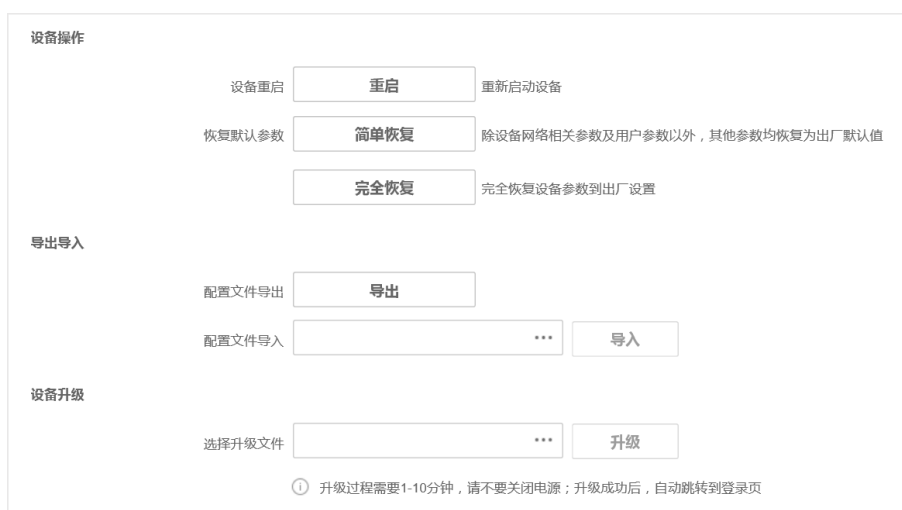 设备操作
设备重启 重启 重新启动设备
恢复默认参数 简单恢复 除设备网络相关参数及用户参数以外，其他参数均恢复为出厂默认值
完全恢复 完全恢复设备参数到出厂设置
导出导入
配置文件导出 导出
配置文件导入 ··· 导入
设备升级
选择升级文件 ··· 升级
升级过程需要1-10分钟，请不要关闭电源；升级成功后，自动跳转到登录页